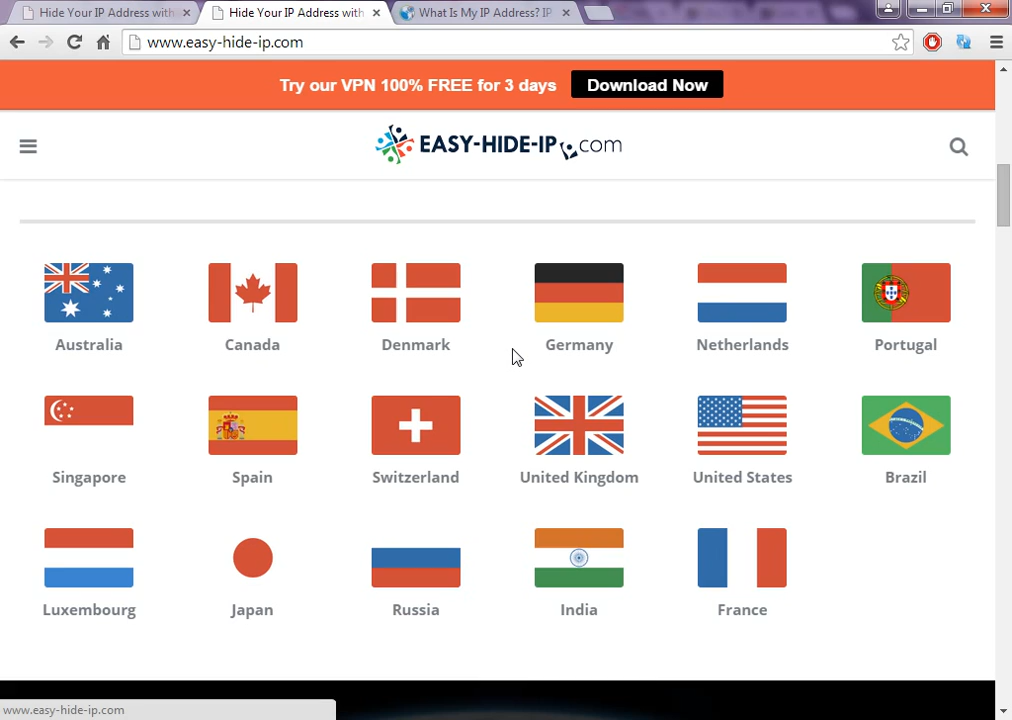 Hide Your IP Address with
Hide Your IP Address with
What Is My IP Address? IP
www.easy-hide-ip.com
Try our VPN 100% FREE for 3 days
Download Now
EASY-HIDE-IP.com
Australia
Canada
Denmark
Germany
Netherlands
Portugal
Singapore
Spain
Switzerland
United Kingdom
United States
Brazil
Luxembourg
Japan
Russia
India
France
www.easy-hide-ip.com